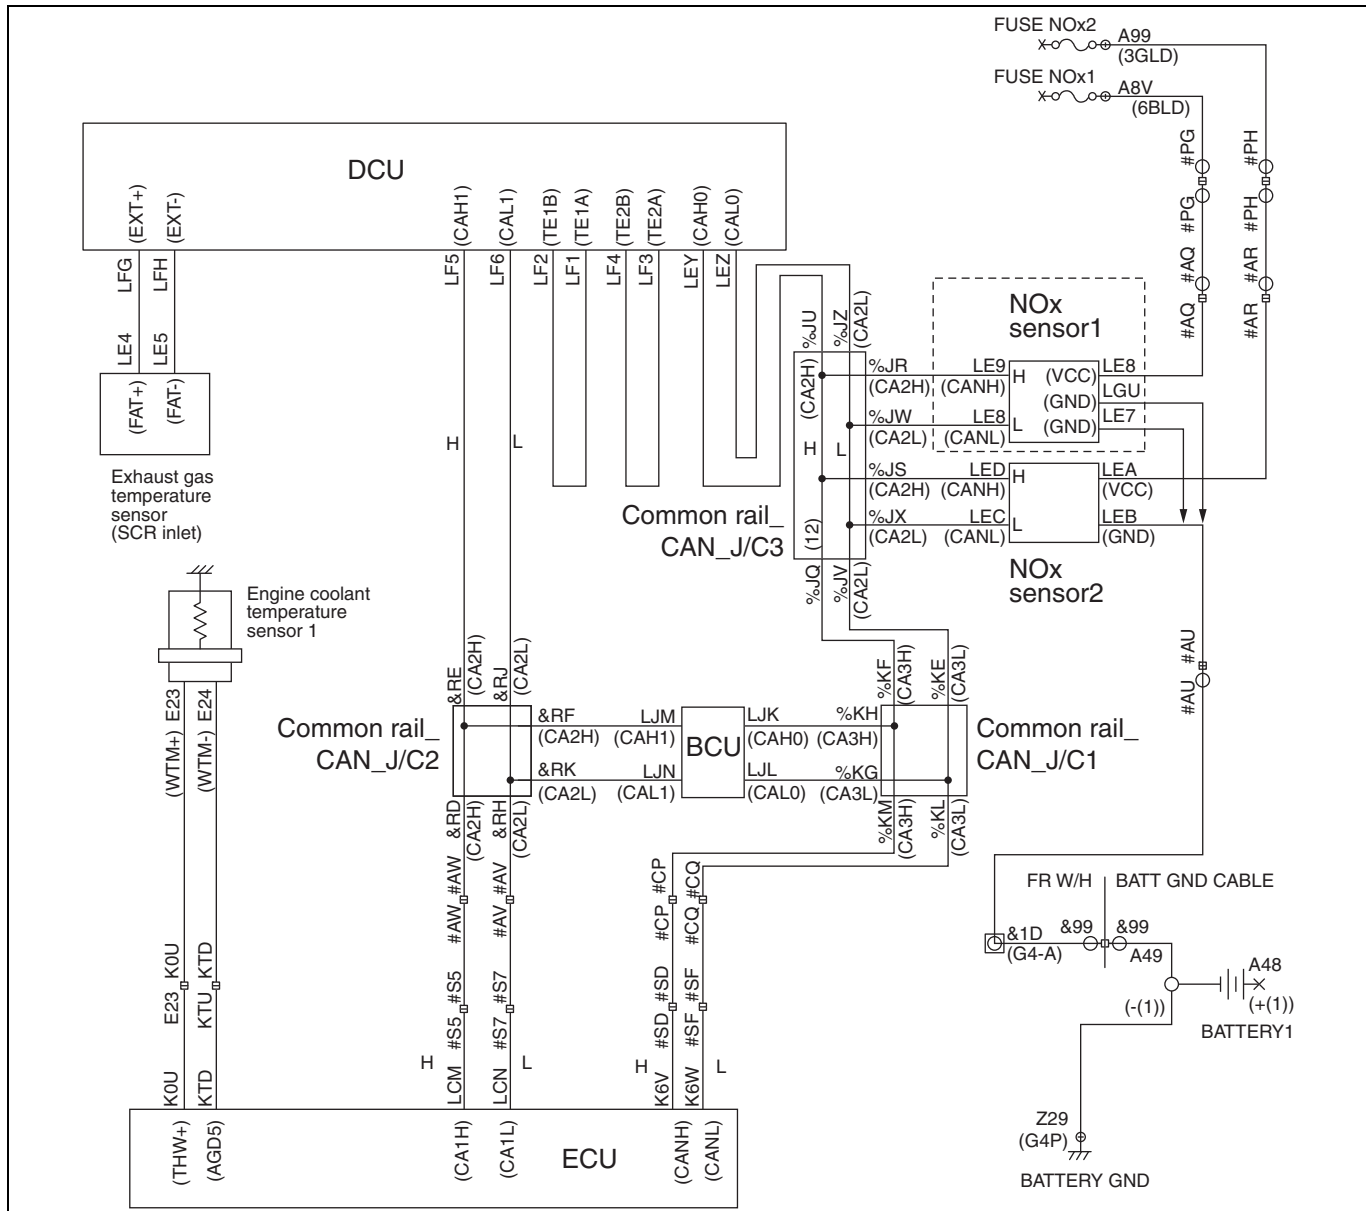 FUSE NOx2
A99
(3GLD)
FUSE NOx1
A8V
(6BLD)
#PG
#PH
#PG
#PH
#AQ
#AR
#AQ
#AR
DCU
(EXT+)
(EXT-)
(CAH1)
(CAL1)
(TE1B)
(TE1A)
(TE2B)
(TE2A)
(CAH0)
(CAL0)
LFG
LFH
LF5
LF6
LF2
LF1
LF4
LF3
LEY
LEZ
LE4
LE5
(FAT+)
(FAT-)
Exhaust gas
temperature
sensor
(SCR inlet)
H
L
%JU
%JZ
(CA2L)
(CA2H)
H
L
(12)
%JQ
%JV
(CA2L)
Common rail_
CAN_J/C3
%JR
(CA2H)
%JW
(CA2L)
%JS
(CA2H)
%JX
(CA2L)
LE9
(CANH)
LE8
(CANL)
LED
(CANH)
LEC
(CANL)
NOx
sensor1
H
L
(VCC)
(GND)
(GND)
LE8
LGU
LE7
H
L
LEA
(VCC)
LEB
(GND)
NOx
sensor2
#AU
#AU
Engine coolant
temperature
sensor 1
E23
E24
(WTM+)
(WTM-)
K0U
KTD
E23
KTU
K0U
KTD
(THW+)
(AGD5)
&RE
(CA2H)
&RJ
(CA2L)
Common rail_
CAN_J/C2
&RF
(CA2H)
&RK
(CA2L)
LJM
(CAH1)
LJN
(CAL1)
BCU
LJK
(CAH0)
LJL
(CAL0)
%KH
(CA3H)
%KG
(CA3L)
%KF
(CA3H)
%KE
(CA3L)
Common rail_
CAN_J/C1
&RD
(CA2H)
&RH
(CA2L)
%KM
(CA3H)
%KL
(CA3L)
#AW
#AV
#AW
#AV
#S5
#S7
#S5
#S7
H
L
LCM
LCN
(CA1H)
(CA1L)
#CP
#CQ
#CP
#CQ
#SD
#SF
#SD
#SF
H
L
K6V
K6W
(CANH)
(CANL)
ECU
FR W/H
BATT GND CABLE
&1D
(G4-A)
&99
&99
A49
A48
(-(1))
(+(1))
BATTERY1
Z29
(G4P)
BATTERY GND